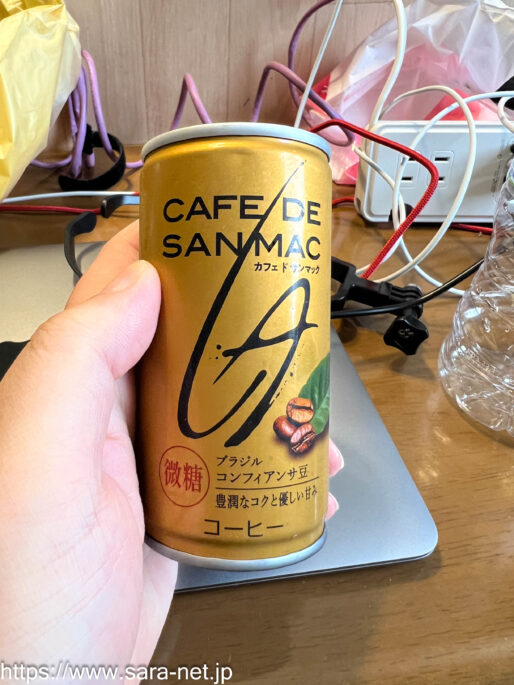 CAFE DE
SANMAC
カフェ ド サンマック
微糖
ブラジル
コンフィアンサ豆
豊潤なコクと優しい甘み
コーヒー
https://www.sara-net.jp